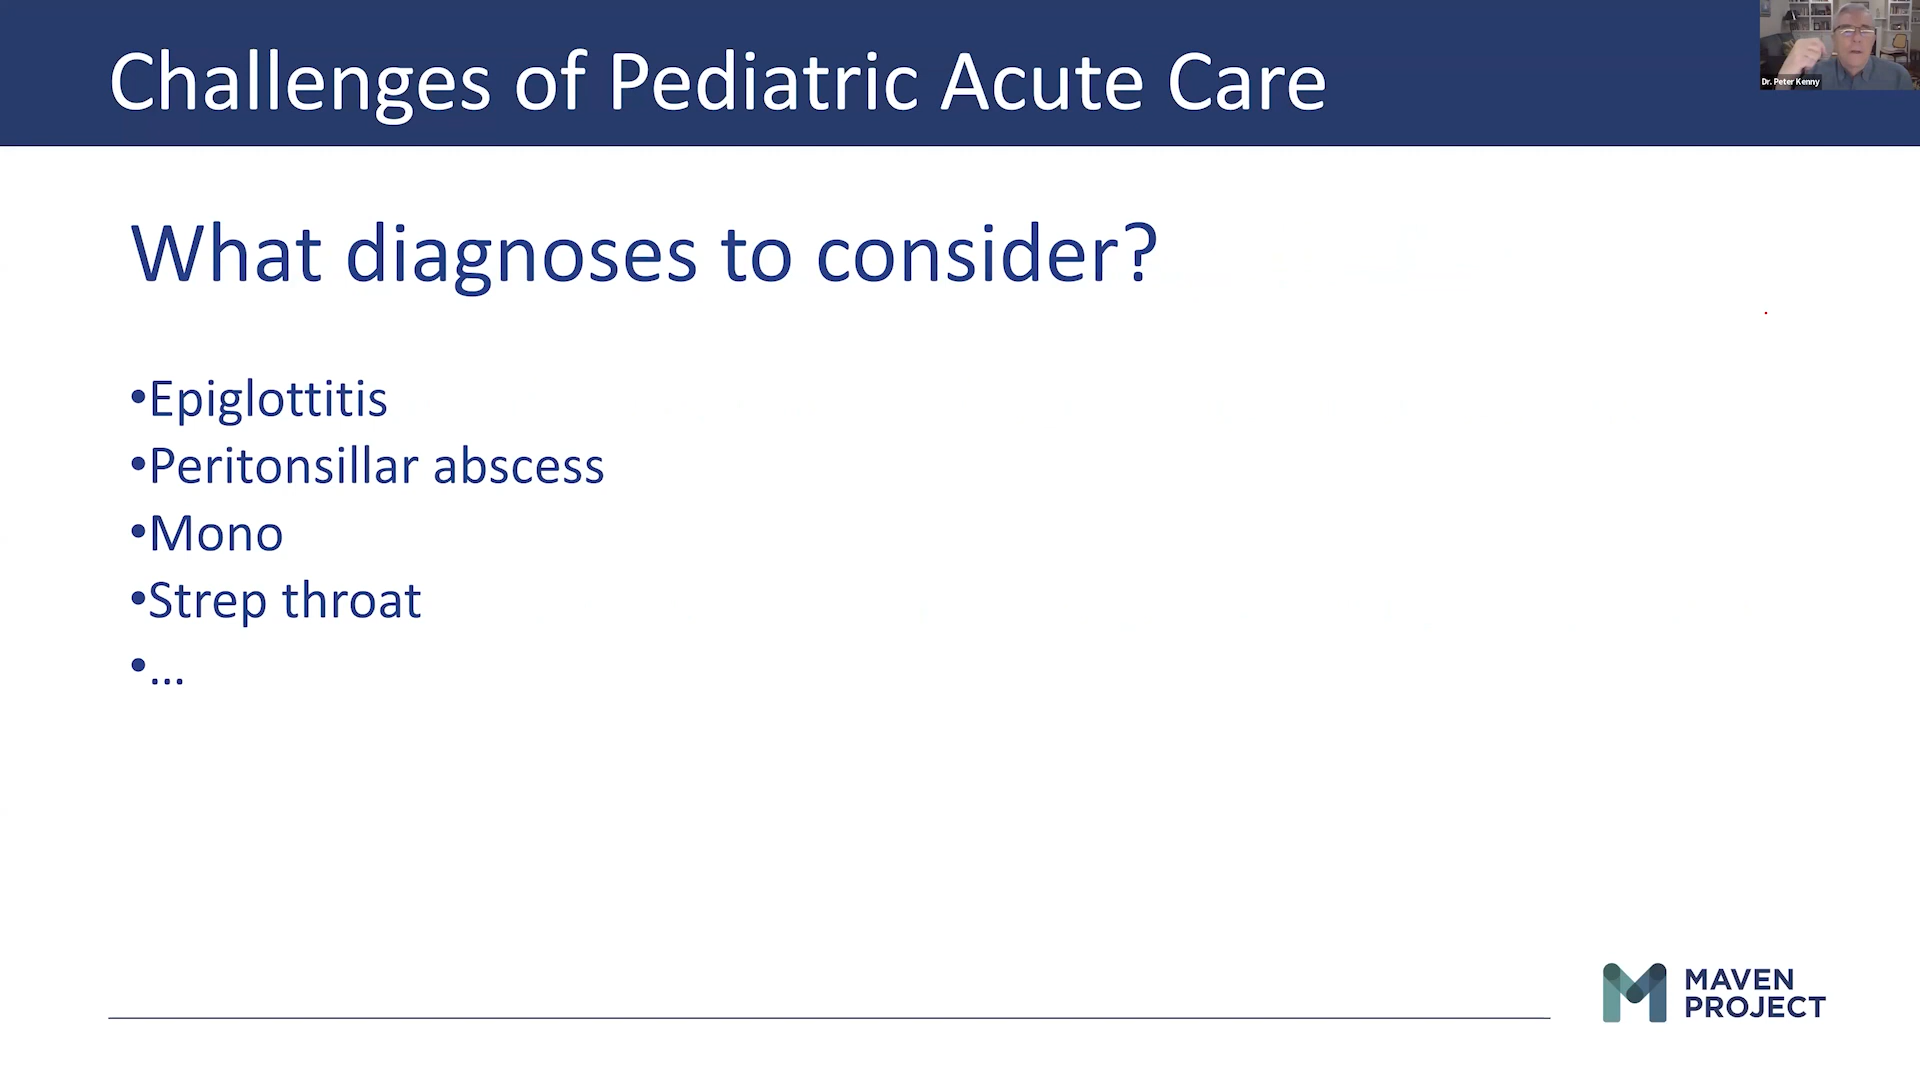 Challenges of Pediatric Acute Care
Dr. Peter Kenny
What diagnoses to consider?
•Epiglottitis
•Peritonsillar abscess
•Mono
•Strep throat
•...
MAVEN
PROJECT